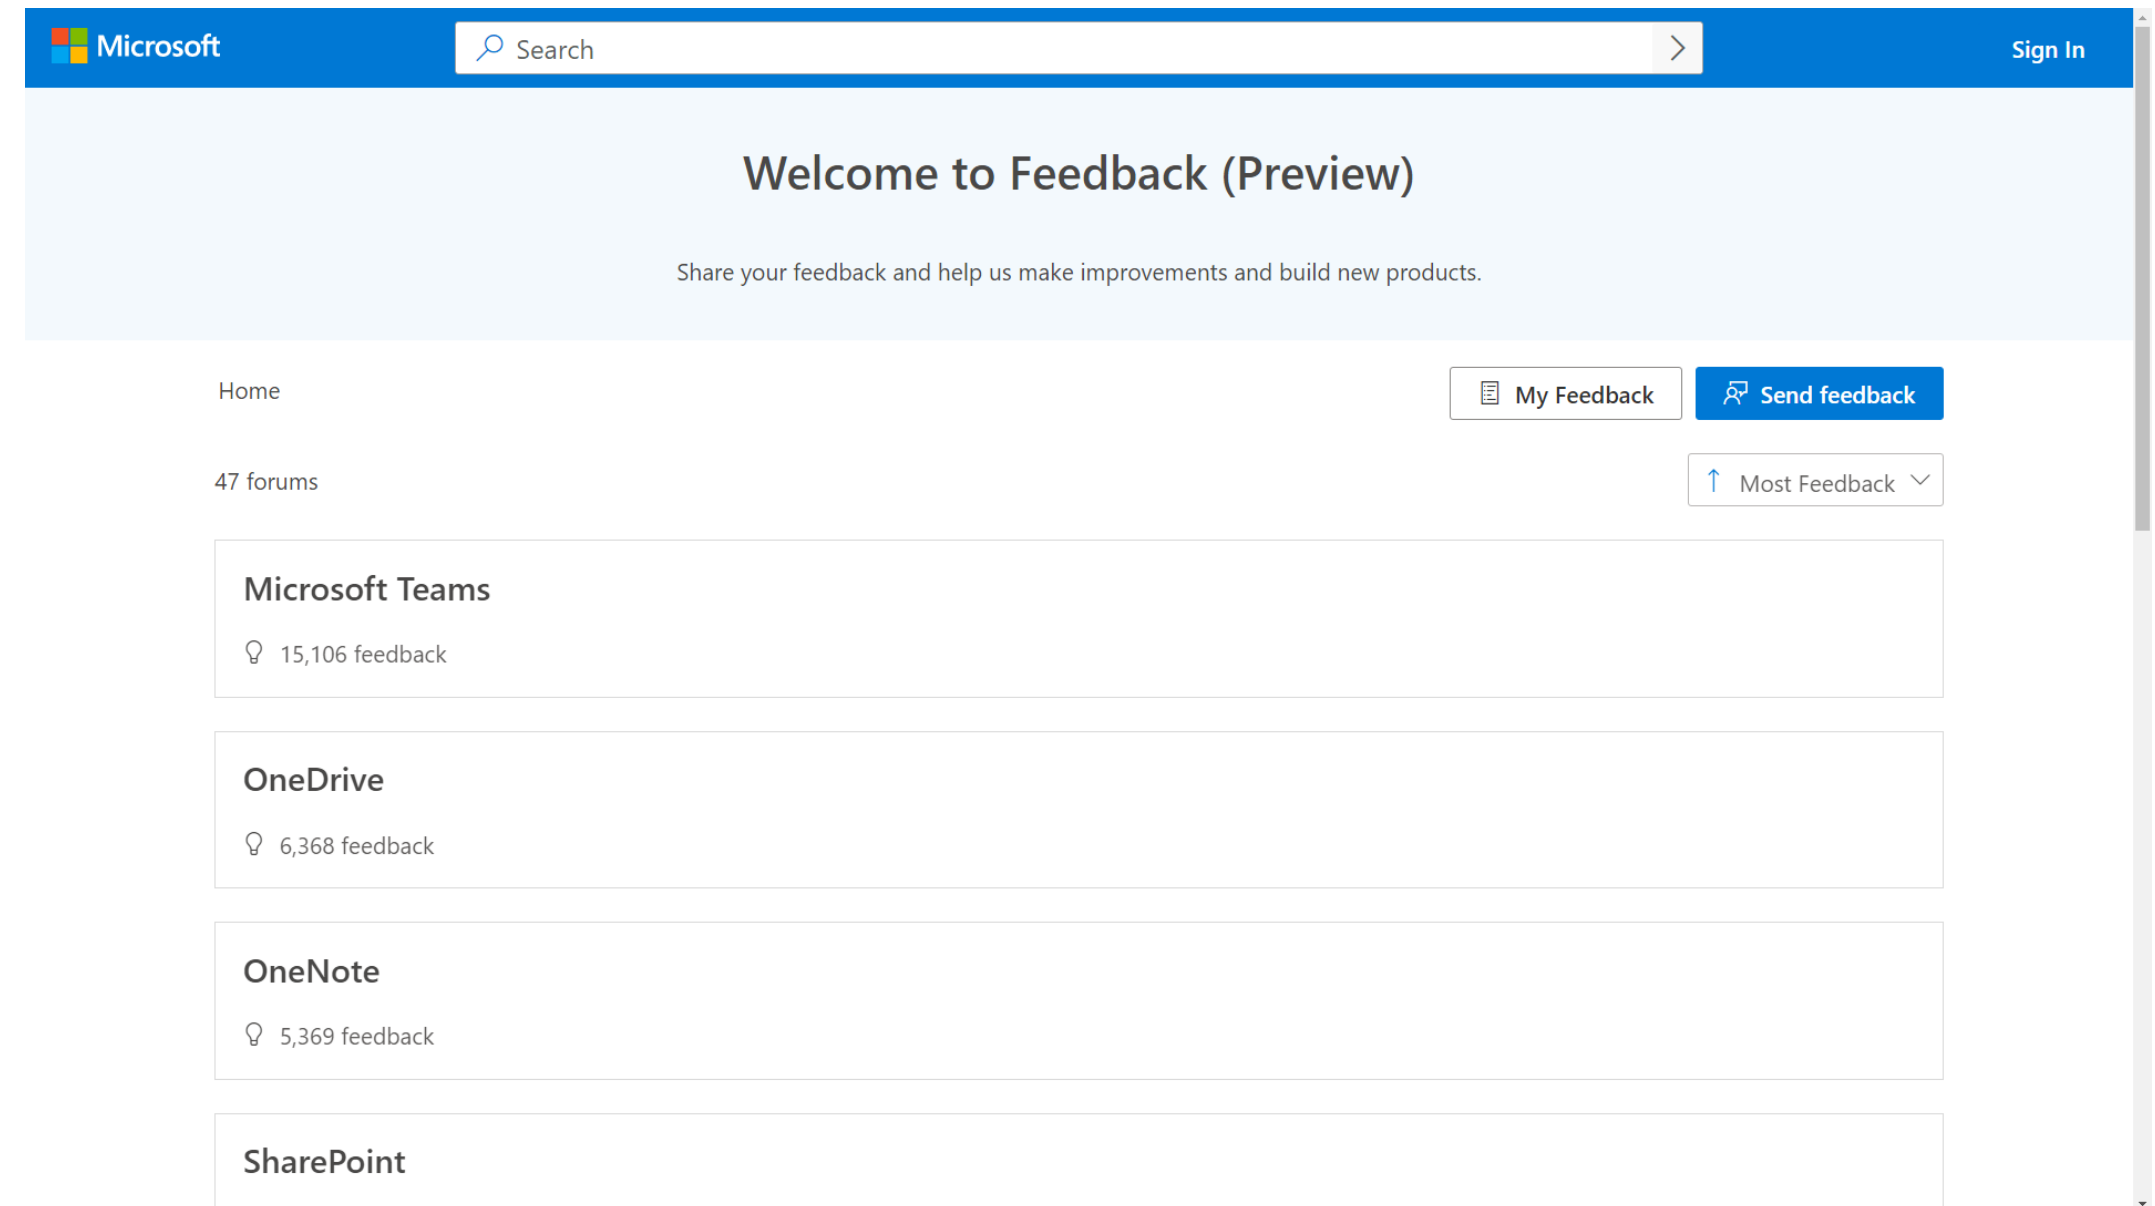 Microsoft
Search
Sign In
Welcome to Feedback (Preview)
Share your feedback and help us make improvements and build new products.
Home
My Feedback
Send feedback
47 forums
Most Feedback
Microsoft Teams
15,106 feedback
OneDrive
6,368 feedback
OneNote
5,369 feedback
SharePoint